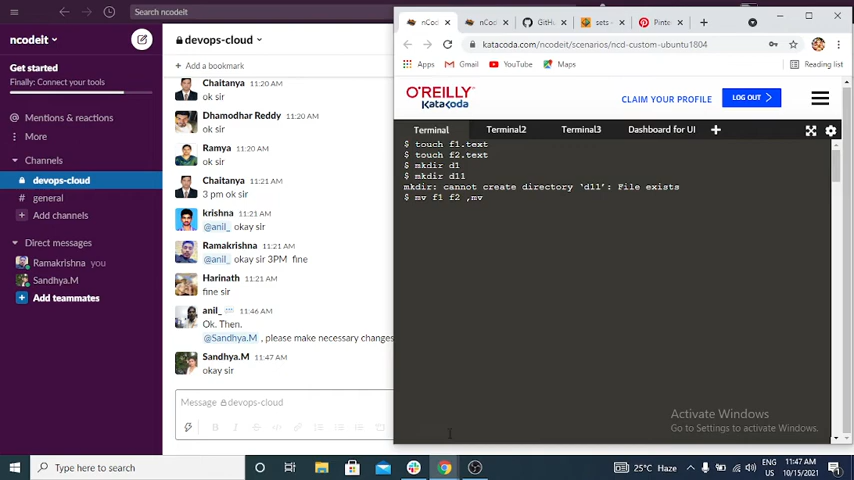 Search ncodeit
ncodeit
Get started
Finally: Connect your tools
Mentions & reactions
More
Channels
devops-cloud
general
Add channels
Direct messages
Ramakrishna you
Sandhya.M
Add teammates
devops-cloud
Add a bookmark
Chaitanya 11:20 AM
ok sir
Dhamodhar Reddy 11:20 AM
ok sir
Ramya 11:20 AM
ok sir
Chaitanya 11:21 AM
3 pm ok sir
krishna 11:21 AM
@anil_ okay sir
Ramakrishna 11:21 AM
@anil_ okay sir 3PM fine
Harinath 11:21 AM
fine sir
anil_ 11:46 AM
Ok. Then.
@Sandhya.M , please make necessary changes
Sandhya.M 11:47 AM
okay sir
Message devops-cloud
nCod
nCod
GitHu
sets -
Pinte
katacoda.com/ncodeit/scenarios/ncd-custom-ubuntu1804
Apps
Gmail
YouTube
Maps
Reading list
O'REILLY
Katacoda
CLAIM YOUR PROFILE
LOG OUT
Terminal
Terminal2
Terminal3
Dashboard for UI
$ touch f1.text
$ touch f2.text
$ mkdir d1
$ mkdir d11
mkdir: cannot create directory ‘d11’: File exists
$ mv f1 f2 ,mv
Activate Windows
Go to Settings to activate Windows.
Type here to search
25°C Haze
ENG
US
11:47 AM
10/15/2021